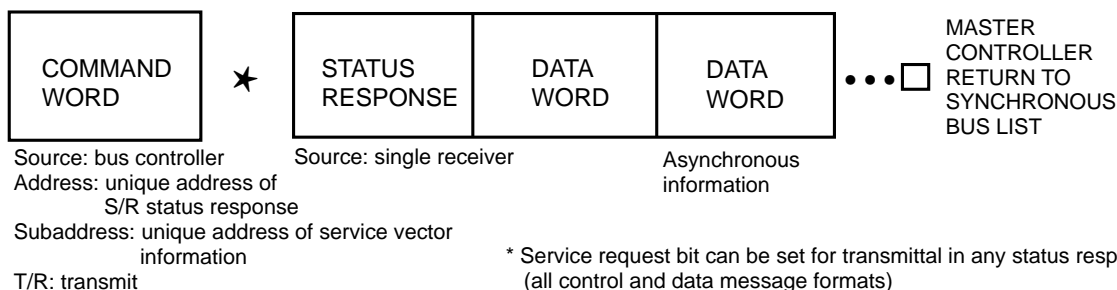 COMMAND
WORD
STATUS
RESPONSE
DATA
WORD
DATA
WORD
MASTER
CONTROLLER
RETURN TO
SYNCHRONOUS
BUS LIST
Source: bus controller
Address: unique address of
S/R status response
Subaddress: unique address of service vector
information
T/R: transmit
Source: single receiver
Asynchronous
information
* Service request bit can be set for transmittal in any status resp
(all control and data message formats)